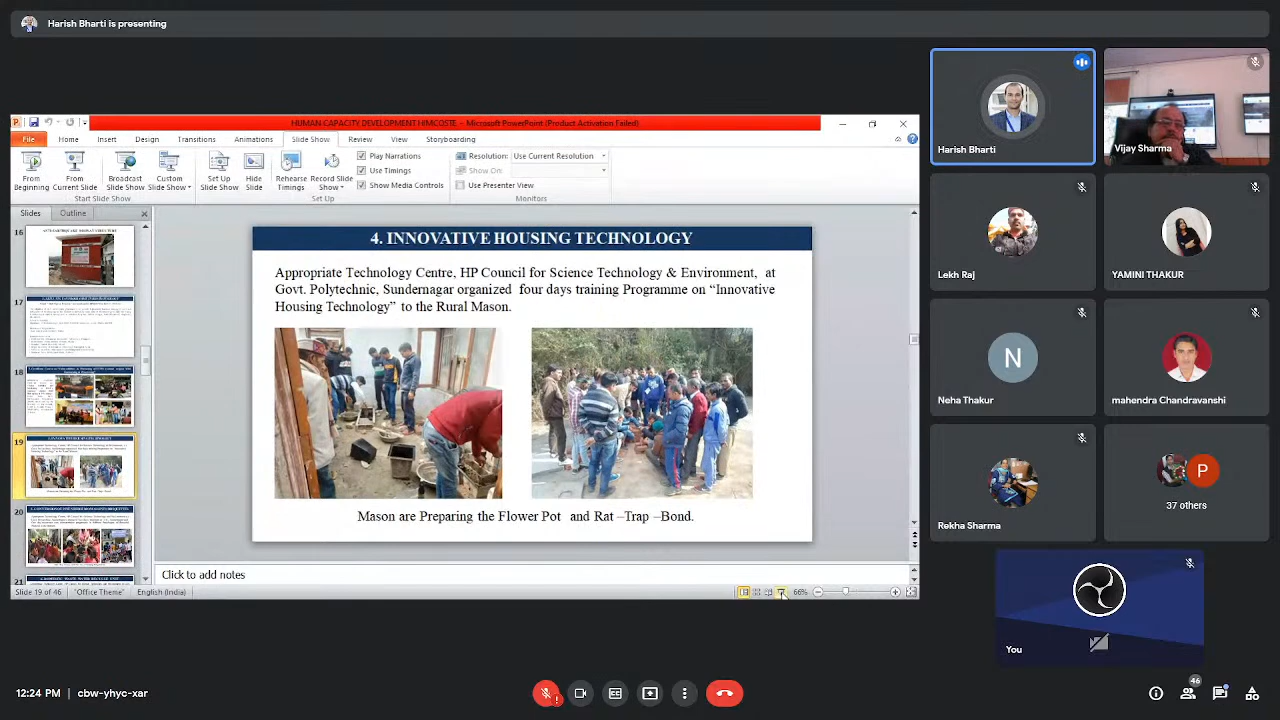 Harish Bharti is presenting
HUMAN CAPACITY DEVELOPMENT HIMCOSTE - Microsoft PowerPoint (Product Activation Failed)
File Home Insert Design Transitions Animations Slide Show Review View Storyboarding
From Beginning
From Current Slide
Broadcast Slide Show
Custom Slide Show
Start Slide Show
Set Up Slide Show
Hide Slide
Rehearse Timings
Record Slide Show
Play Narrations
Use Timings
Show Media Controls
Set Up
Resolution: Use Current Resolution
Show On:
Use Presenter View
Monitors
Slides Outline
16
17
18
19
20
4. INNOVATIVE HOUSING TECHNOLOGY
Appropriate Technology Centre, HP Council for Science Technology & Environment, at
Govt. Polytechnic, Sundernagar organized four days training Programme on “Innovative
Housing Technology” to the Rural Mason.
Mason are Preparing the Flower Pot and Rat –Trap –Bond.
Click to add notes
Slide 19 of 46 "Office Theme" English (India) 66%
Harish Bharti
Vijay Sharma
Lekh Raj
YAMINI THAKUR
N
Neha Thakur
mahendra Chandravanshi
Rekha Sharma
P
37 others
You
12:24 PM | cbw-yhyc-xar
46